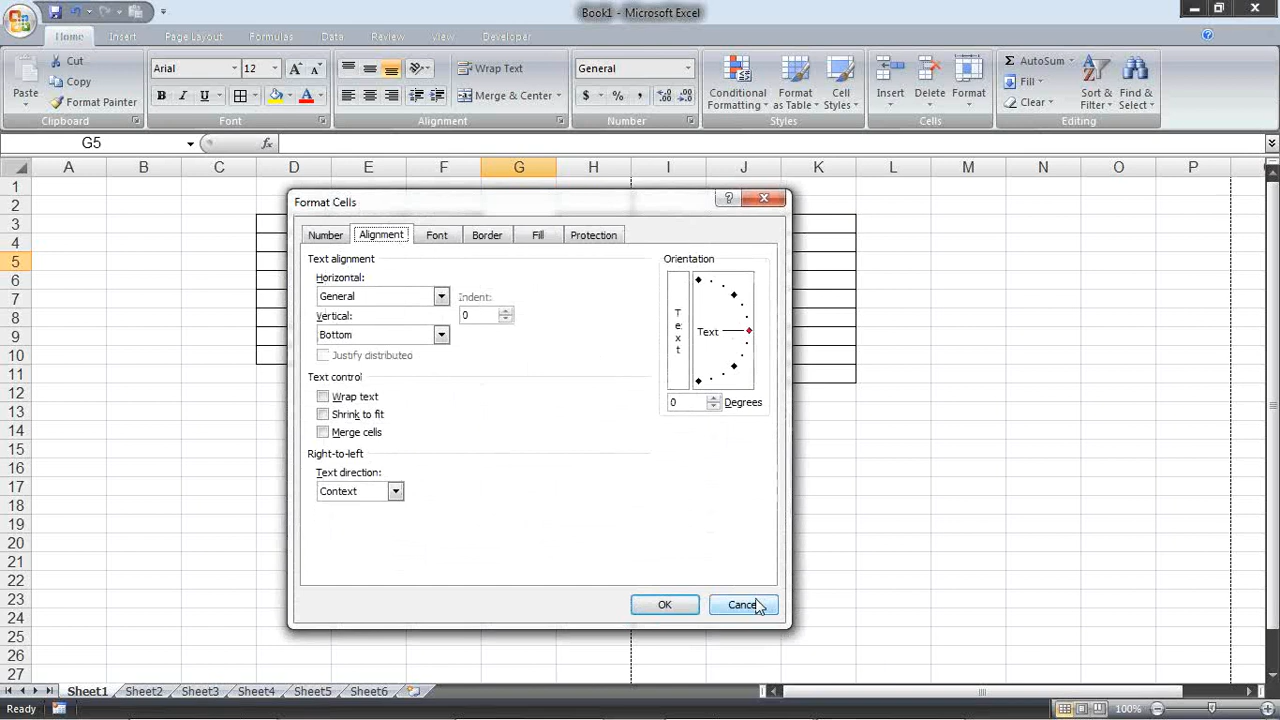 Book1 - Microsoft Excel
Home Insert Page Layout Formulas Data Review View Developer
Paste Cut Copy Format Painter
Clipboard
Arial 12 A A B I U A
Font
Wrap Text
Merge & Center
Alignment
General
$ % , .0 .00 .00 .0
Number
Conditional Formatting Format as Table Cell Styles
Styles
Insert Delete Format
Cells
Σ AutoSum Fill Clear Sort & Filter Find & Select
Editing
G5 fx
A B C D E F G H I J K L M N O P
1
2
3
4
5
6
7
8
9
10
11
12
13
14
15
16
17
18
19
20
21
22
23
24
25
26
27
Format Cells
Number Alignment Font Border Fill Protection
Text alignment
Horizontal:
General
Indent:
0
Vertical:
Bottom
Justify distributed
Text control
Wrap text
Shrink to fit
Merge cells
Right-to-left
Text direction:
Context
Orientation
Text
Text
0 Degrees
OK Cancel
Sheet1 Sheet2 Sheet3 Sheet4 Sheet5 Sheet6
Ready 100%